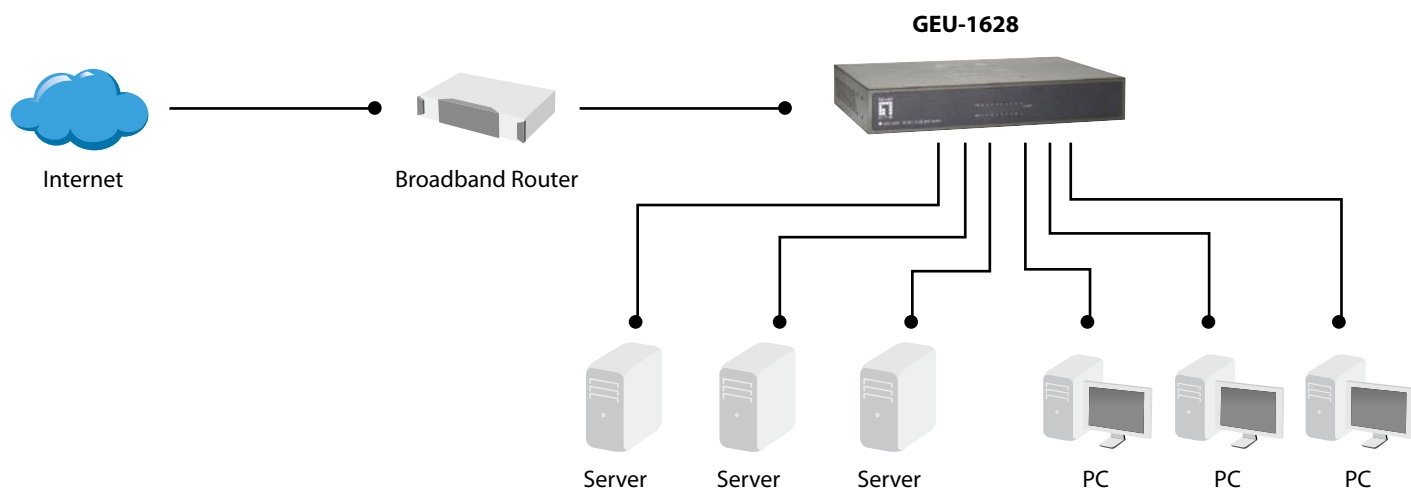 GEU-1628
Internet
Broadband Router
Server
Server
Server
PC
PC
PC